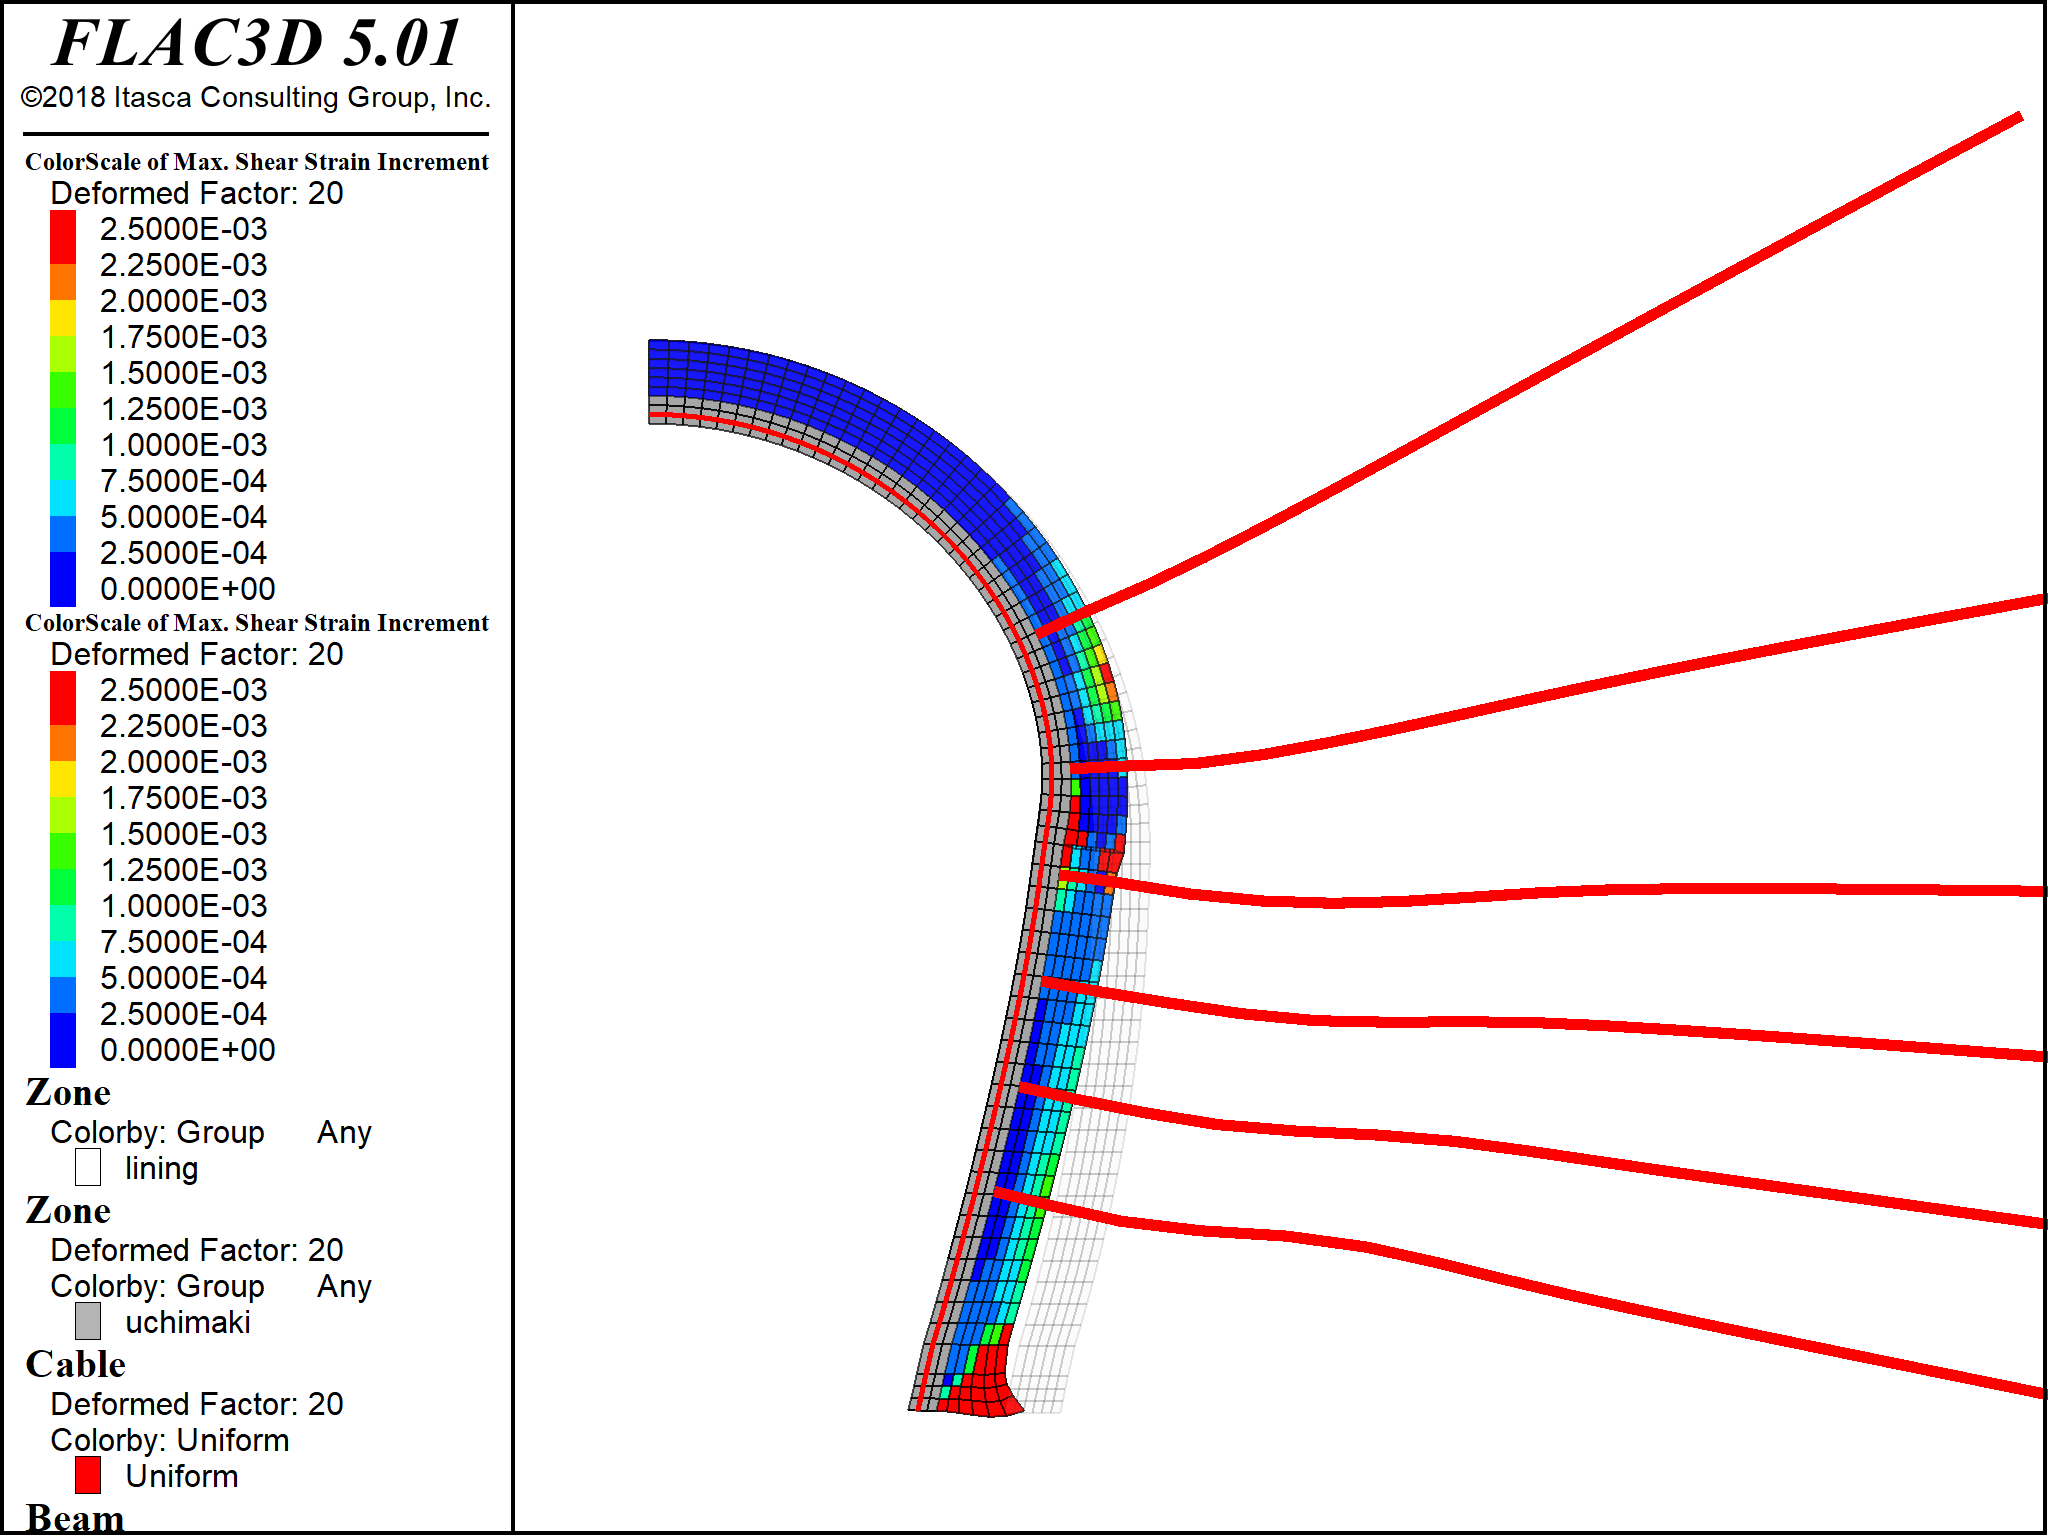 FLAC3D 5.01
©2018 Itasca Consulting Group, Inc.
ColorScale of Max. Shear Strain Increment
Deformed Factor: 20
2.5000E-03
2.2500E-03
2.0000E-03
1.7500E-03
1.5000E-03
1.2500E-03
1.0000E-03
7.5000E-04
5.0000E-04
2.5000E-04
0.0000E+00
ColorScale of Max. Shear Strain Increment
Deformed Factor: 20
2.5000E-03
2.2500E-03
2.0000E-03
1.7500E-03
1.5000E-03
1.2500E-03
1.0000E-03
7.5000E-04
5.0000E-04
2.5000E-04
0.0000E+00
Zone
Colorby: Group Any
lining
Zone
Deformed Factor: 20
Colorby: Group Any
uchimaki
Cable
Deformed Factor: 20
Colorby: Uniform
Uniform
Beam